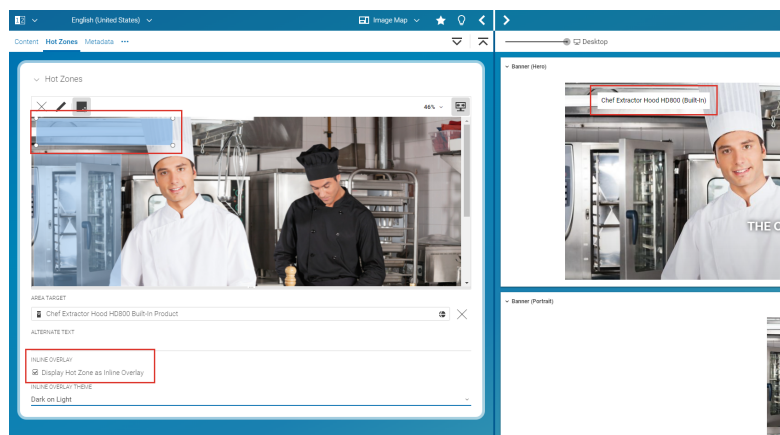 English (United States)
Image Map
Content Hot Zones Metadata
Desktop
Hot Zones
46%
AREA TARGET
Chef Extractor Hood HD800 Built-In Product
ALTERNATE TEXT
INLINE OVERLAY
Display Hot Zone as Inline Overlay
INLINE OVERLAY THEME
Dark on Light
Banner (Hero)
Chef Extractor Hood HD800 (Built-In)
THE C
Banner (Portrait)